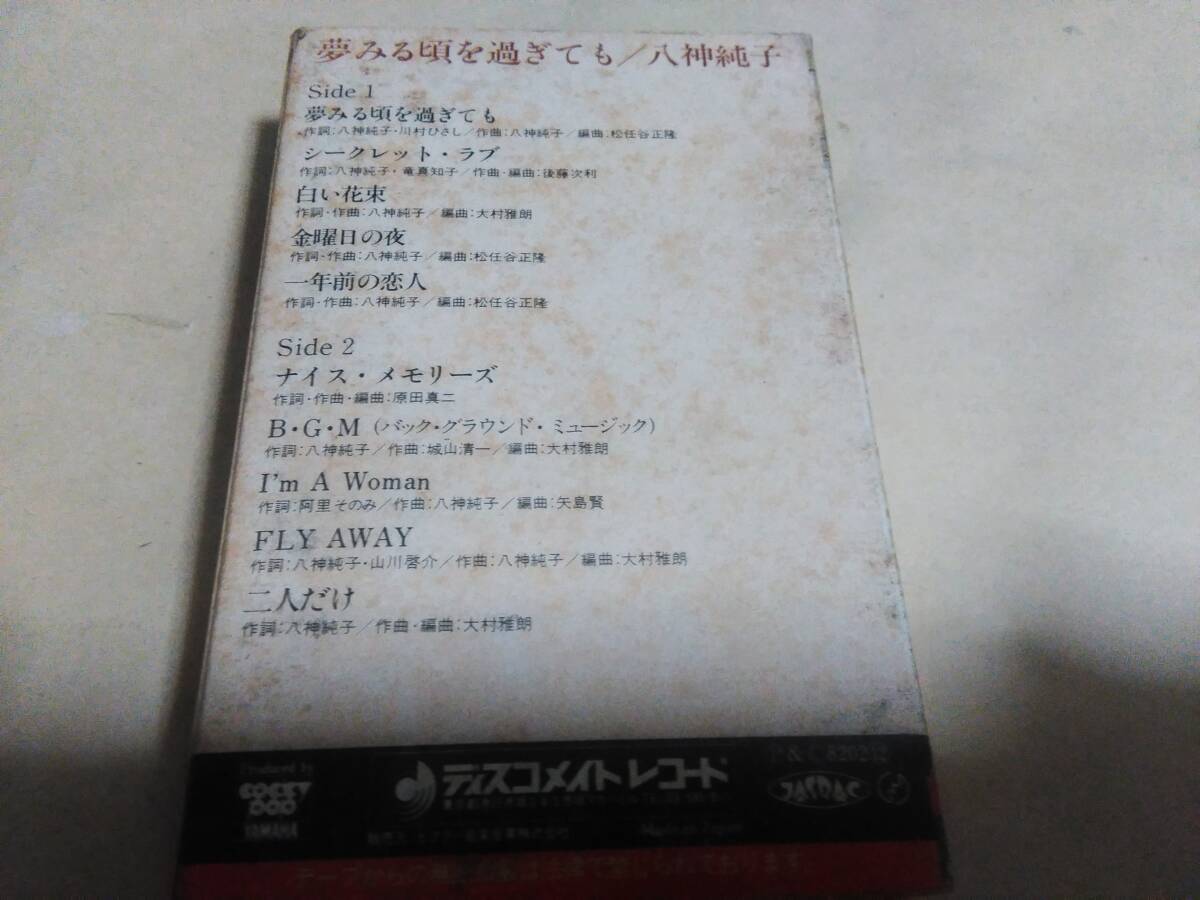 夢みる頃を過ぎても／八神純子
Side 1
夢みる頃を過ぎても
作詞：八神純子・川村ひさし／作曲：八神純子／編曲：松任谷正隆
シークレット・ラブ
作詞：八神純子・竜真知子／作曲・編曲：後藤次利
白い花束
作詞・作曲：八神純子／編曲：大村雅朗
金曜日の夜
作詞・作曲：八神純子／編曲：松任谷正隆
一年前の恋人
作詞・作曲：八神純子／編曲：松任谷正隆
Side 2
ナイス・メモリーズ
作詞・作曲・編曲：原田真二
B・G・M（バック・グラウンド・ミュージック）
作詞：八神純子／作曲：城山清一／編曲：大村雅朗
I'm A Woman
作詞：阿里そのみ／作曲：八神純子／編曲：矢島賢
FLY AWAY
作詞：八神純子・山川啓介／作曲：八神純子／編曲：大村雅朗
二人だけ
作詞：八神純子／作曲・編曲：大村雅朗
Produced by
COCKY DOG
YAMAHA
ディスコメイトレコード
P & C 820212
JASRAC
Made in Japan